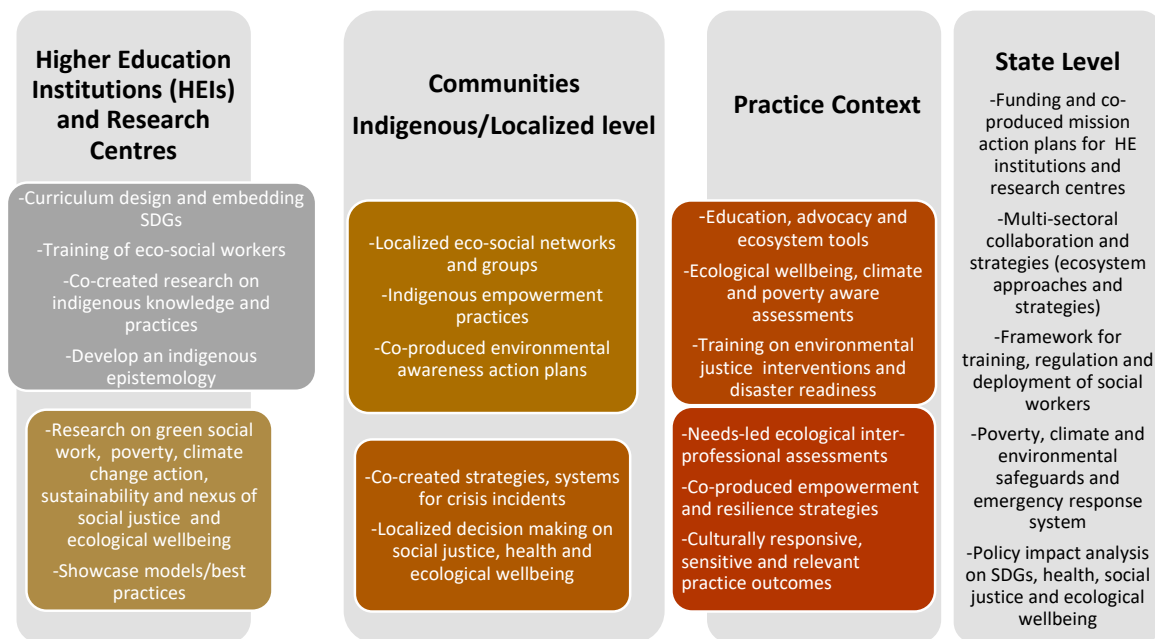 Higher Education
Institutions (HEIs)
and Research
Centres
-Curriculum design and embedding
SDGs
-Training of eco-social workers
-Co-created research on
indigenous knowledge and
practices
-Develop an indigenous
epistemology
-Research on green social
work, poverty, climate
change action,
sustainability and nexus of
social justice and
ecological wellbeing
-Showcase models/best
practices
Communities
Indigenous/Localized level
-Localized eco-social networks
and groups
-Indigenous empowerment
practices
-Co-produced environmental
awareness action plans
-Co-created strategies, systems
for crisis incidents
-Localized decision making on
social justice, health and
ecological wellbeing
Practice Context
-Education, advocacy and
ecosystem tools
-Ecological wellbeing, climate
and poverty aware
assessments
-Training on environmental
justice interventions and
disaster readiness
-Needs-led ecological inter-
professional assessments
-Co-produced empowerment
and resilience strategies
-Culturally responsive,
sensitive and relevant
practice outcomes
State Level
-Funding and co-
produced mission
action plans for HE
institutions and
research centres
-Multi-sectoral
collaboration and
strategies (ecosystem
approaches and
strategies)
-Framework for
training, regulation and
deployment of social
workers
-Poverty, climate and
environmental
safeguards and
emergency response
system
-Policy impact analysis
on SDGs, health, social
justice and ecological
wellbeing